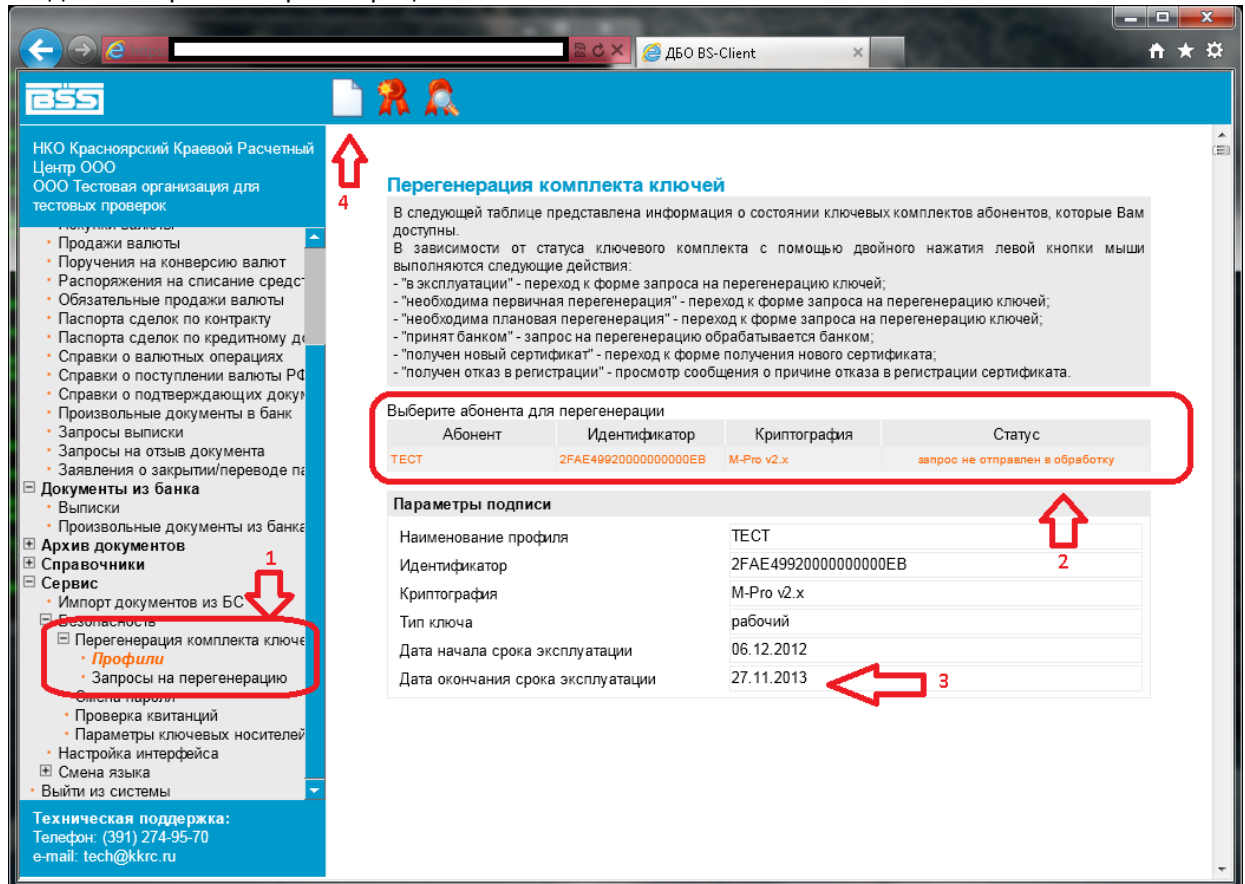 https
ДБО BS-Client
BSS
НКО Красноярский Краевой Расчетный
Центр ООО
ООО Тестовая организация для
тестовых проверок
4
Продажи валюты
Поручения на конверсию валют
Распоряжения на списание средст
Обязательные продажи валюты
Паспорта сделок по контракту
Паспорта сделок по кредитному до
Справки о валютных операциях
Справки о поступлении валюты РФ
Справки о подтверждающих докум
Произвольные документы в банк
Запросы выписки
Запросы на отзыв документа
Заявления о закрытии/переводе па
Документы из банка
Выписки
Произвольные документы из банка
Архив документов
Справочники
1
Сервис
Импорт документов из БС
Безопасность
Перегенерация комплекта ключе
Профили
Запросы на перегенерацию
Смена пароля
Проверка квитанций
Параметры ключевых носителей
Настройка интерфейса
Смена языка
Выйти из системы
Техническая поддержка:
Телефон: (391) 274-95-70
e-mail: tech@kkrc.ru
Перегенерация комплекта ключей
В следующей таблице представлена информация о состоянии ключевых комплектов абонентов, которые Вам
доступны.
В зависимости от статуса ключевого комплекта с помощью двойного нажатия левой кнопки мыши
выполняются следующие действия:
- "в эксплуатации" - переход к форме запроса на перегенерацию ключей;
- "необходима первичная перегенерация" - переход к форме запроса на перегенерацию ключей;
- "необходима плановая перегенерация" - переход к форме запроса на перегенерацию ключей;
- "принят банком" - запрос на перегенерацию обрабатывается банком;
- "получен новый сертификат" - переход к форме получения нового сертификата;
- "получен отказ в регистрации" - просмотр сообщения о причине отказа в регистрации сертификата.
Выберите абонента для перегенерации
Абонент Идентификатор Криптография Статус
ТЕСТ 2FAE49920000000000EB M-Pro v2.x запрос не отправлен в обработку
Параметры подписи
Наименование профиля ТЕСТ
2
Идентификатор 2FAE49920000000000EB
Криптография M-Pro v2.x
Тип ключа рабочий
Дата начала срока эксплуатации 06.12.2012
Дата окончания срока эксплуатации 27.11.2013
3